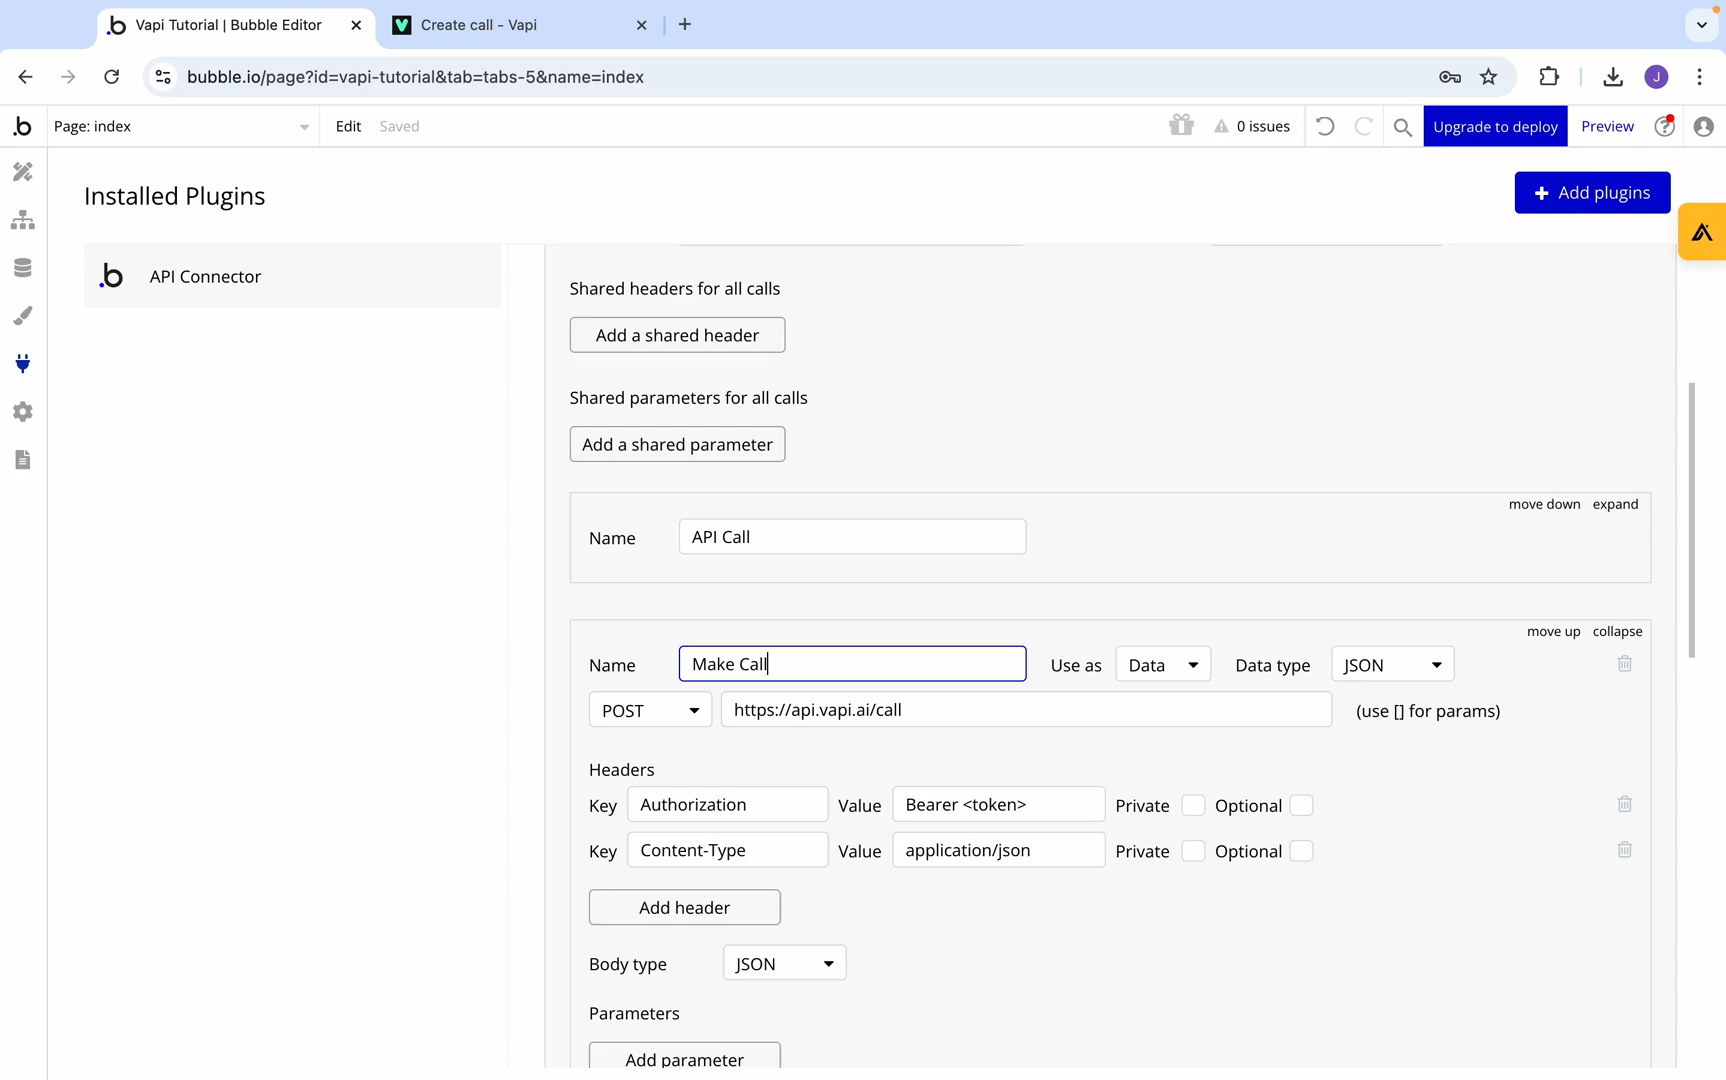 Vapi Tutorial | Bubble Editor
Create call - Vapi
bubble.io/page?id=vapi-tutorial&tab=tabs-5&name=index
J
Page: index
Edit
Saved
0 issues
Upgrade to deploy
Preview
Installed Plugins
Add plugins
API Connector
Shared headers for all calls
Add a shared header
Shared parameters for all calls
Add a shared parameter
move down expand
Name API Call
move up collapse
Name Make Call Use as Data Data type JSON
POST https://api.vapi.ai/call (use [] for params)
Headers
Key Authorization Value Bearer <token> Private Optional
Key Content-Type Value application/json Private Optional
Add header
Body type JSON
Parameters
Add parameter